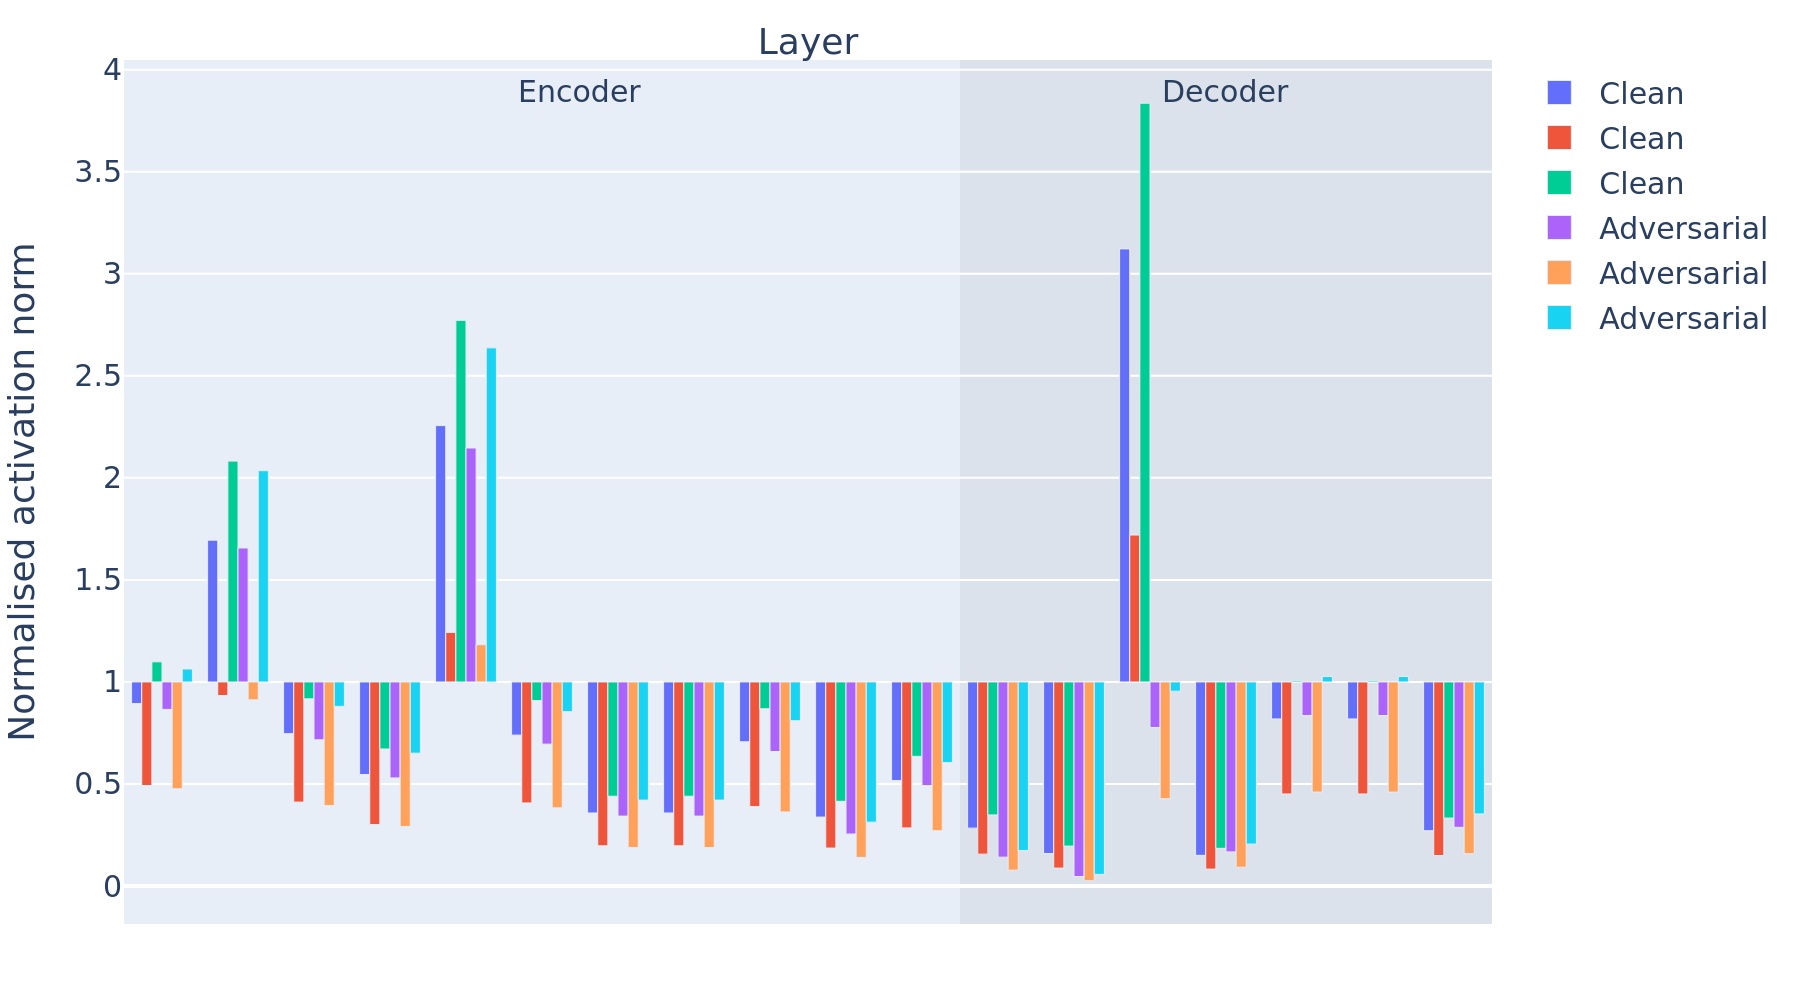 Layer
Encoder
Decoder
4
3.5
3
2.5
2
1.5
1
0.5
0
Normalised activation norm
Clean
Clean
Clean
Adversarial
Adversarial
Adversarial